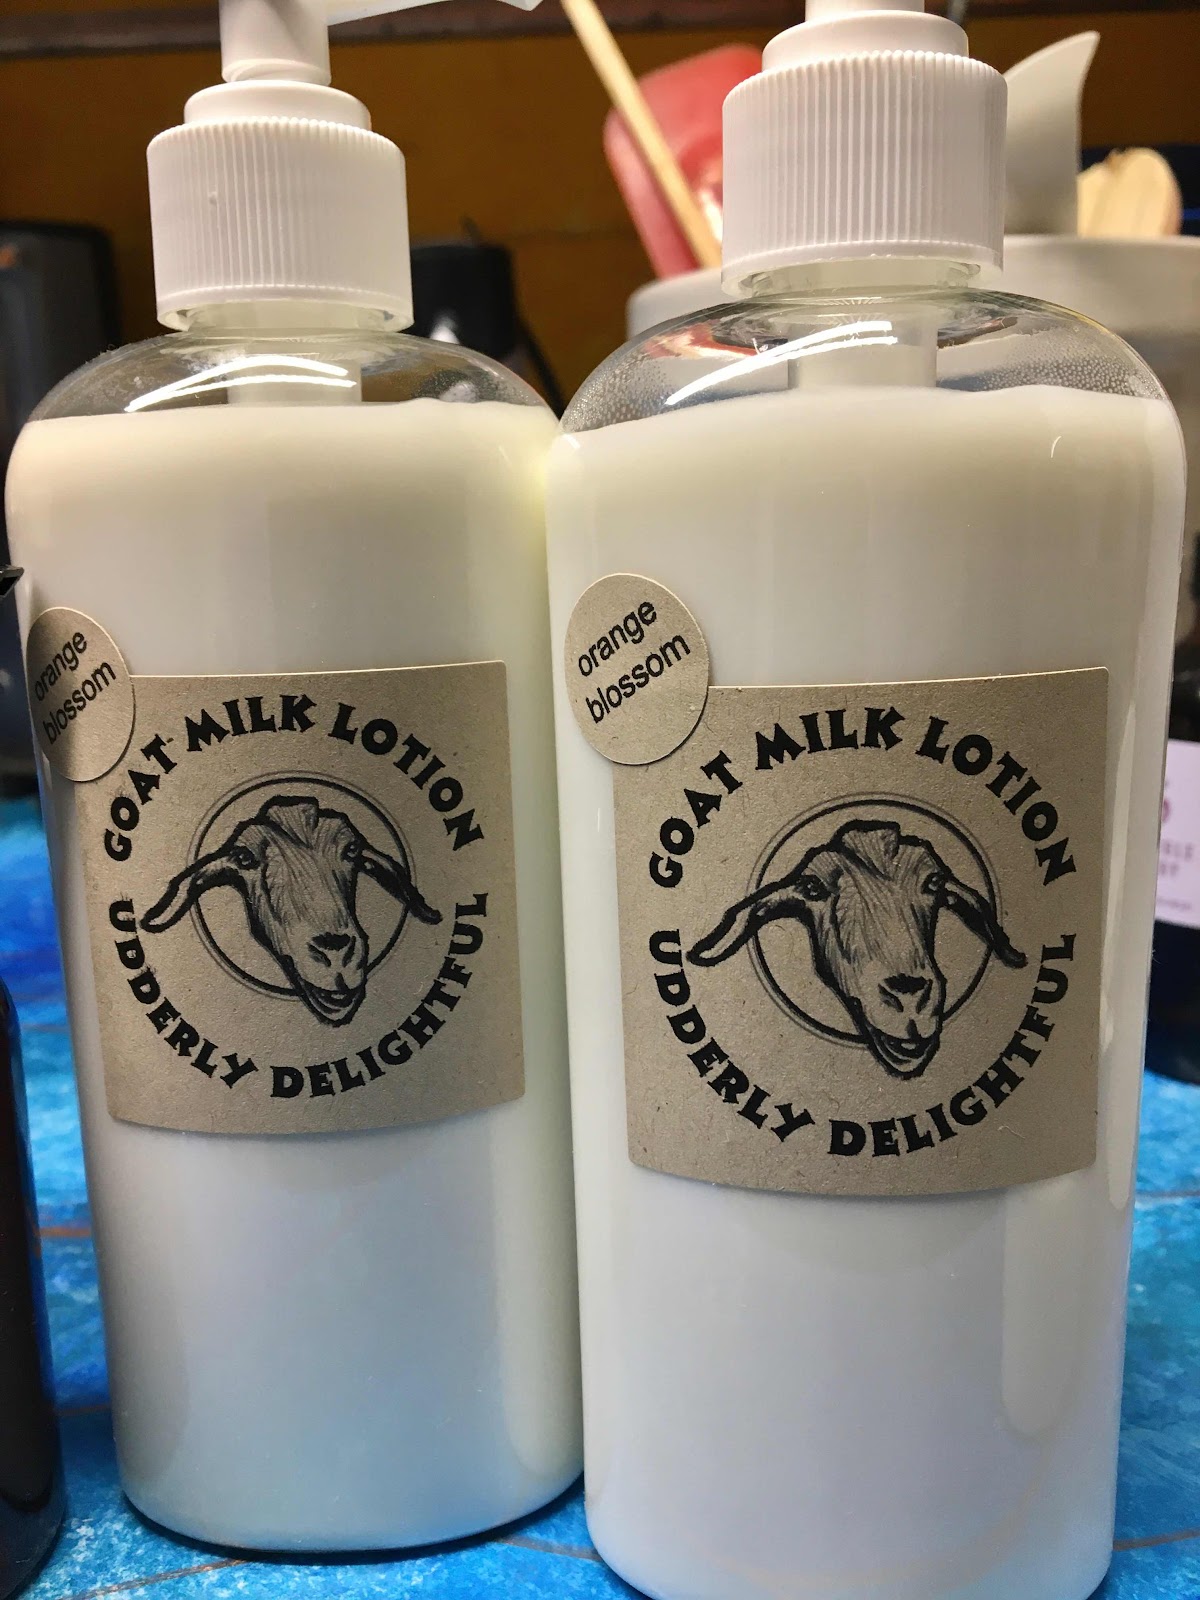 orange
blossom
GOAT MILK LOTION
UDDERLY DELIGHTFUL
orange
blossom
GOAT MILK LOTION
UDDERLY DELIGHTFUL